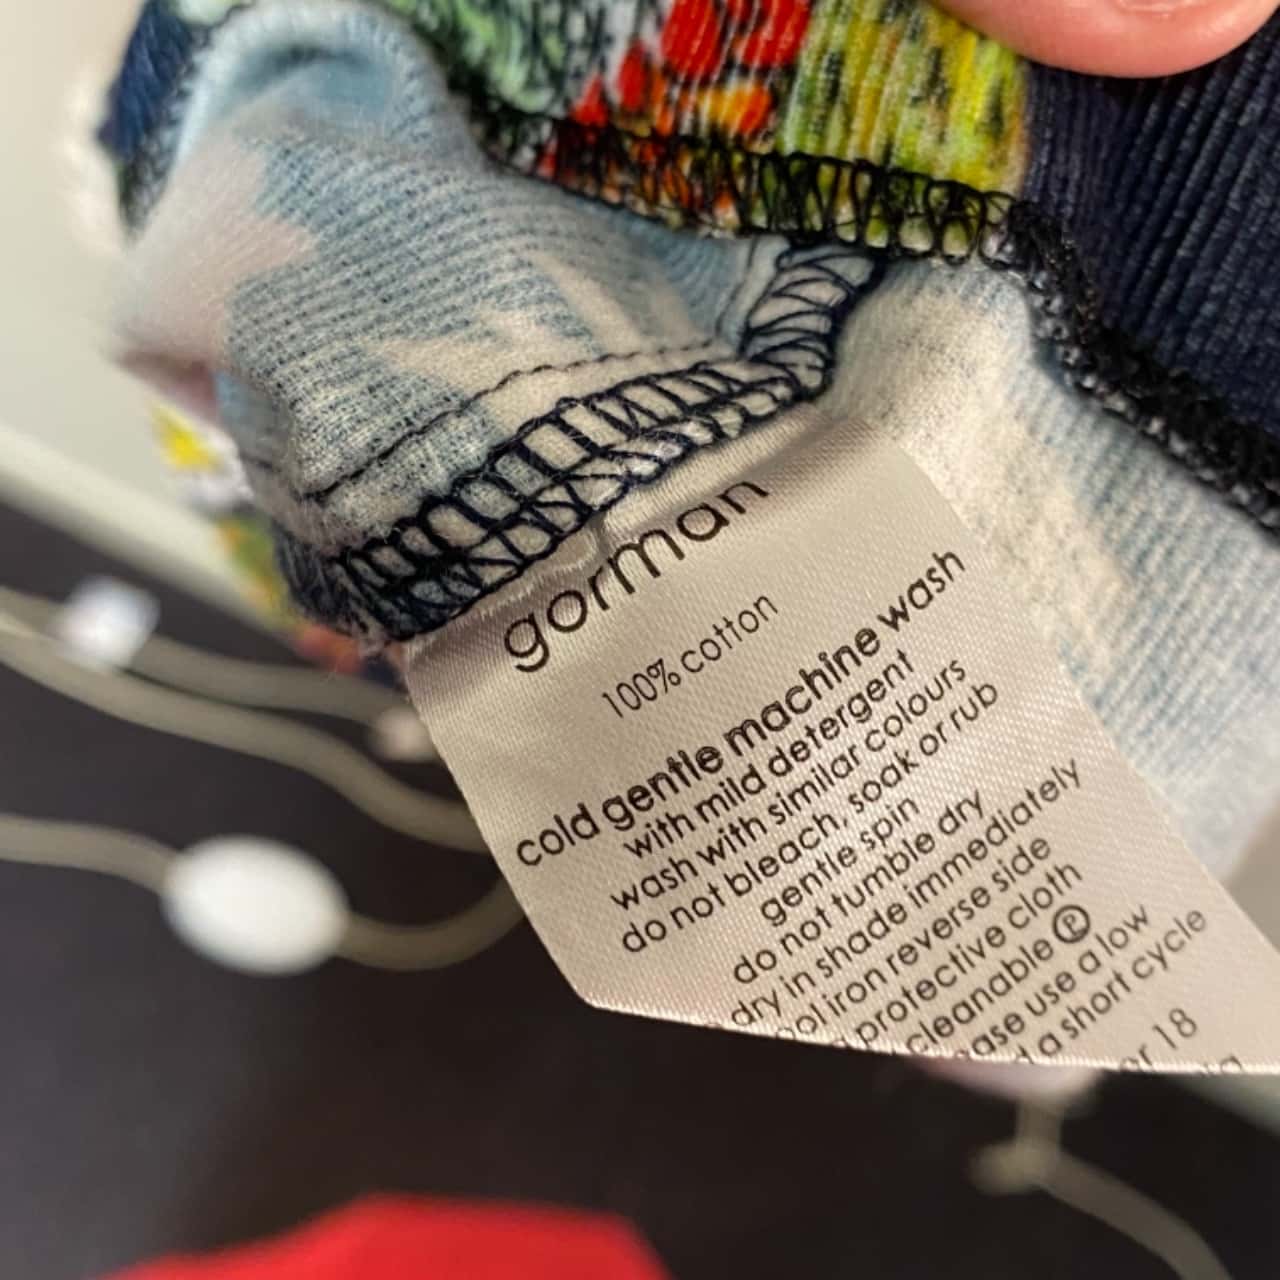 gorman
100% cotton
cold gentle machine wash
with mild detergent
wash with similar colours
do not bleach, soak or rub
gentle spin
do not tumble dry
dry in shade immediately
iron reverse side
protective cloth
cleanable Ⓟ
use a low
a short cycle
18